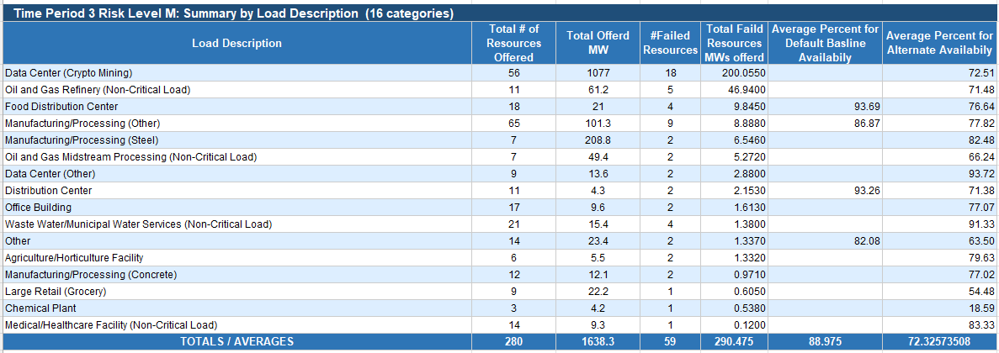 Time Period 3 Risk Level M: Summary by Load Description (16 categories)
Load Description Total # of Resources Offered Total Offerd MW #Failed Resources Total Faild Resources MWs offerd Average Percent for Default Basline Availabily Average Percent for Alternate Availabily
Data Center (Crypto Mining) 56 1077 18 200.0550 72.51
Oil and Gas Refinery (Non-Critical Load) 11 61.2 5 46.9400 71.48
Food Distribution Center 18 21 4 9.8450 93.69 76.64
Manufacturing/Processing (Other) 65 101.3 9 8.8880 86.87 77.82
Manufacturing/Processing (Steel) 7 208.8 2 6.5460 82.48
Oil and Gas Midstream Processing (Non-Critical Load) 7 49.4 2 5.2720 66.24
Data Center (Other) 9 13.6 2 2.8800 93.72
Distribution Center 11 4.3 2 2.1530 93.26 71.38
Office Building 17 9.6 2 1.6130 77.07
Waste Water/Municipal Water Services (Non-Critical Load) 21 15.4 4 1.3800 91.33
Other 14 23.4 2 1.3370 82.08 63.50
Agriculture/Horticulture Facility 6 5.5 2 1.3320 79.63
Manufacturing/Processing (Concrete) 12 12.1 2 0.9710 77.02
Large Retail (Grocery) 9 22.2 1 0.6050 54.48
Chemical Plant 3 4.2 1 0.5380 18.59
Medical/Healthcare Facility (Non-Critical Load) 14 9.3 1 0.1200 83.33
TOTALS / AVERAGES 280 1638.3 59 290.475 88.975 72.32573508